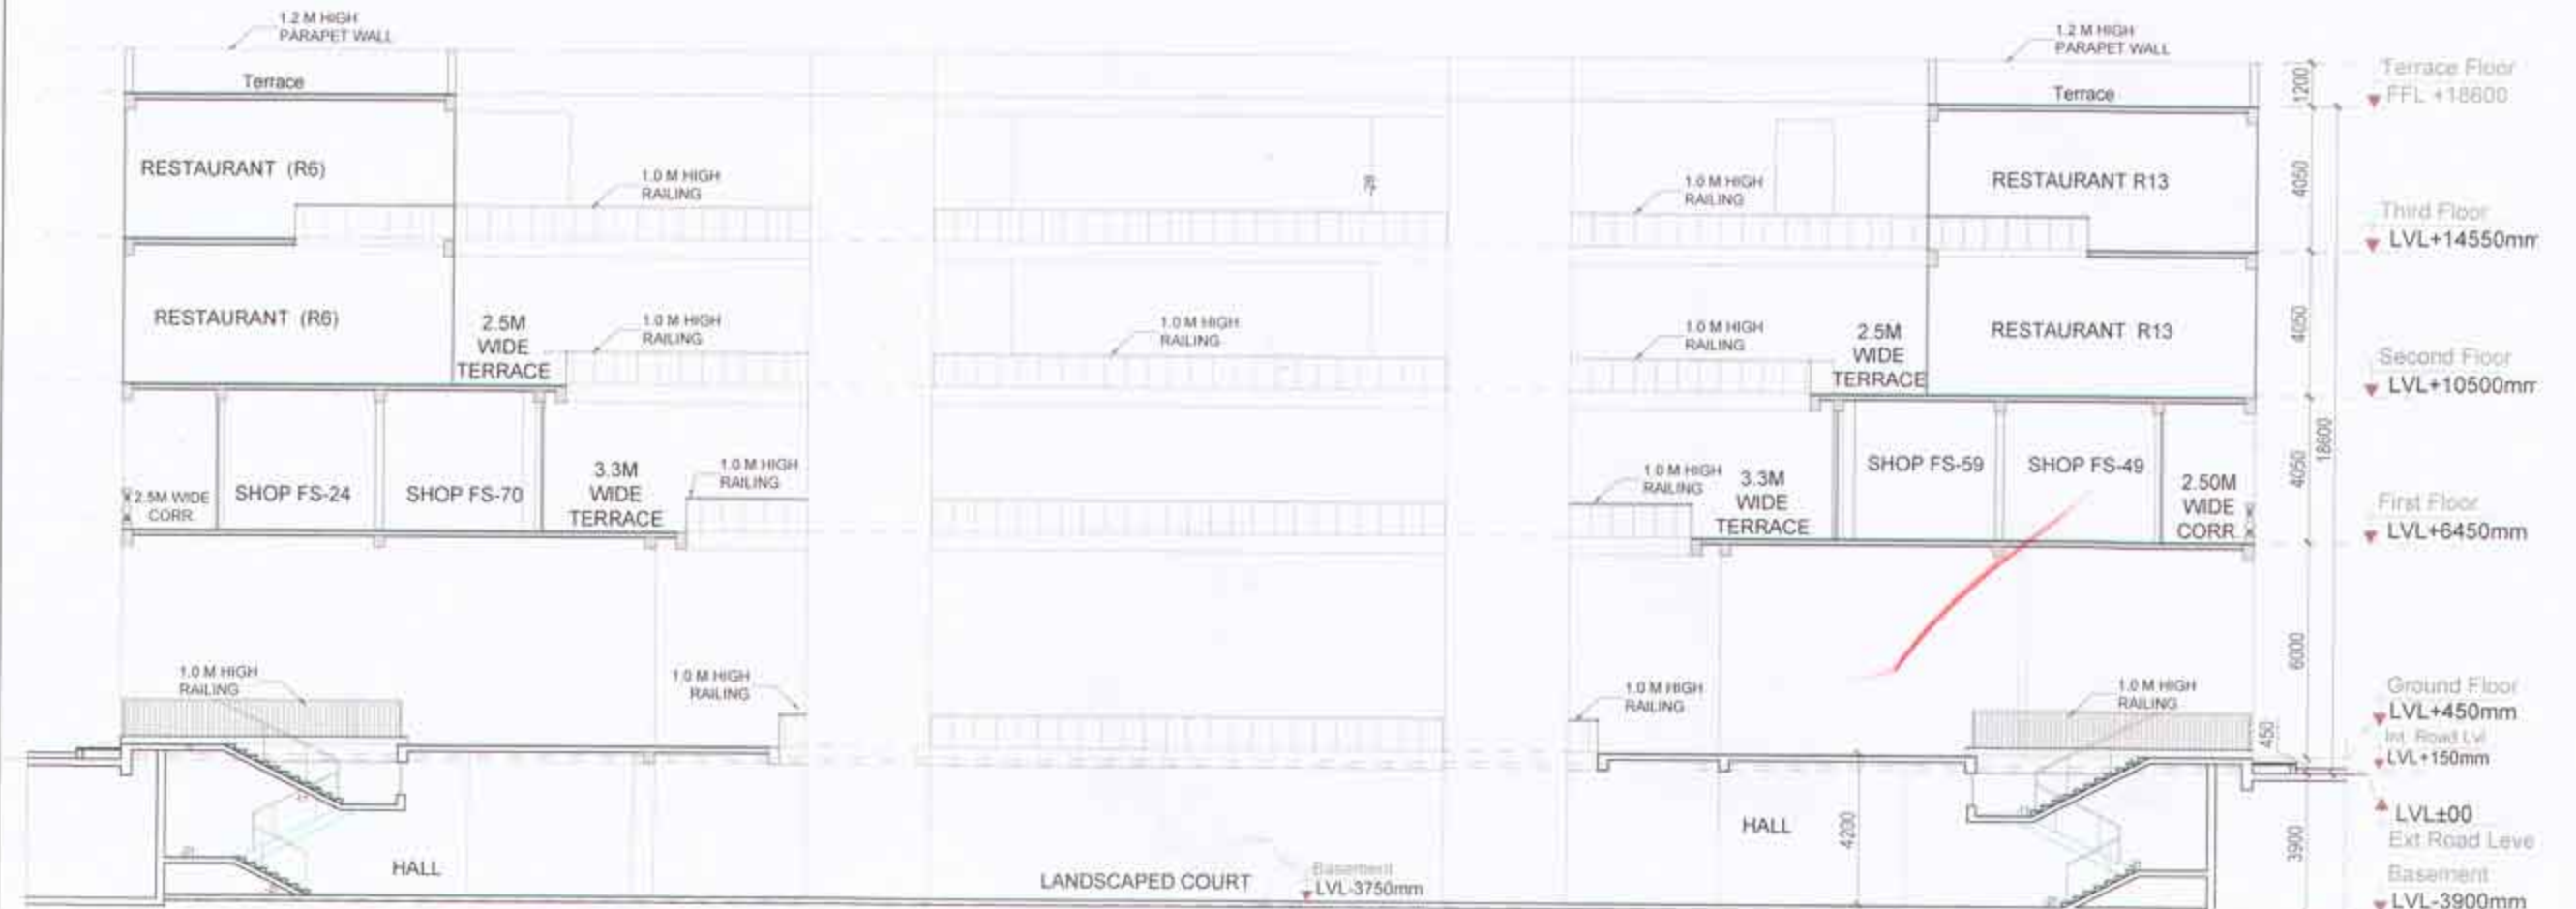 1.2 M HIGH
PARAPET WALL
Terrace
RESTAURANT (R6)
1.0 M HIGH
RAILING
RESTAURANT (R6)
2.5M
WIDE
TERRACE
1.0 M HIGH
RAILING
1.0 M HIGH
RAILING
2.5M WIDE
CORR.
SHOP FS-24
SHOP FS-70
3.3M
WIDE
TERRACE
1.0 M HIGH
RAILING
1.0 M HIGH
RAILING
1.0 M HIGH
RAILING
HALL
LANDSCAPED COURT
Basement
LVL-3750mm
1.2 M HIGH
PARAPET WALL
Terrace
1.0 M HIGH
RAILING
RESTAURANT R13
1.0 M HIGH
RAILING
2.5M
WIDE
TERRACE
RESTAURANT R13
1.0 M HIGH
RAILING
3.3M
WIDE
TERRACE
SHOP FS-59
SHOP FS-49
2.50M
WIDE
CORR.
1.0 M HIGH
RAILING
1.0 M HIGH
RAILING
HALL
4200
1200
4050
4050
4050
18600
6000
450
3900
Terrace Floor
FFL +18600
Third Floor
LVL+14550mm
Second Floor
LVL+10500mm
First Floor
LVL+6450mm
Ground Floor
LVL+450mm
Int. Road Lvl
LVL+150mm
LVL±00
Ext Road Leve
Basement
LVL-3900mm